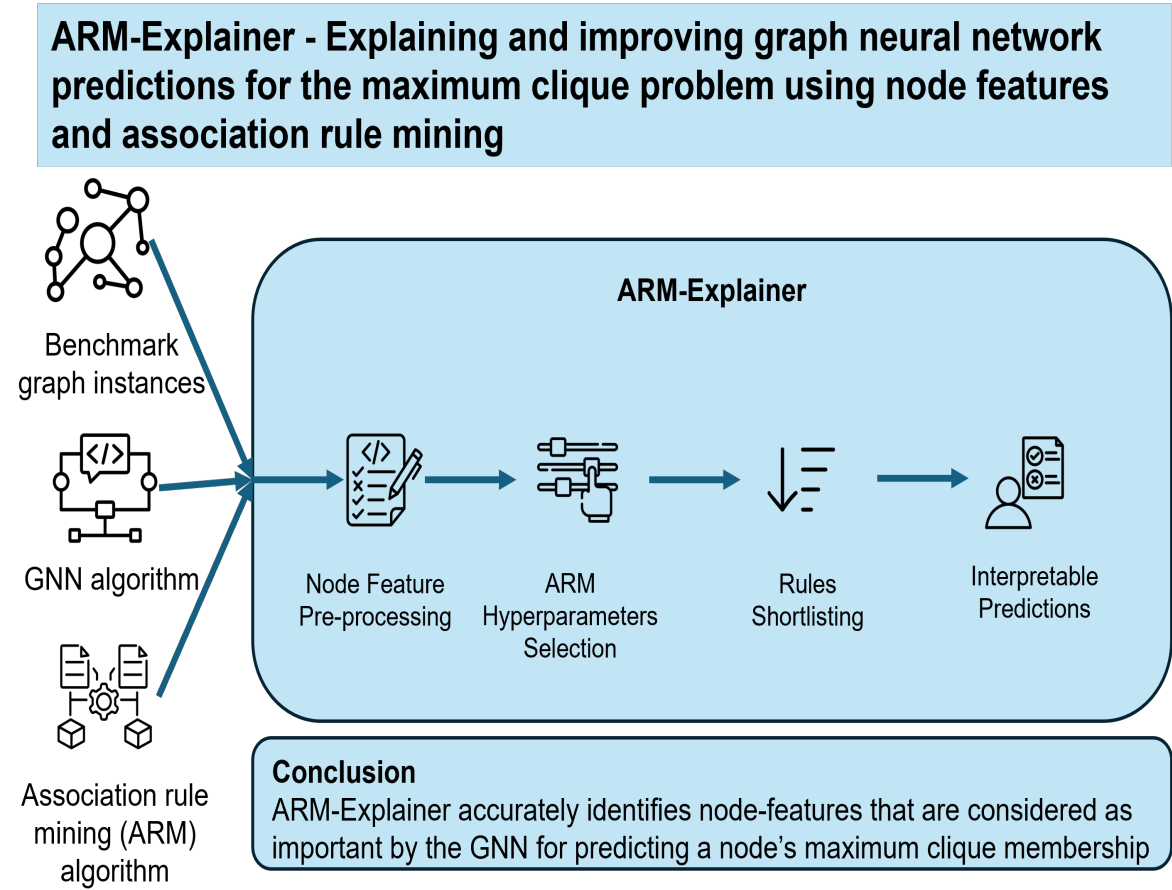 ARM-Explainer - Explaining and improving graph neural network
predictions for the maximum clique problem using node features
and association rule mining
Benchmark
graph instances
GNN algorithm
Association rule
mining (ARM)
algorithm
ARM-Explainer
</>
</>
Node Feature
Pre-processing
ARM
Hyperparameters
Selection
Rules
Shortlisting
Interpretable
Predictions
Conclusion
ARM-Explainer accurately identifies node-features that are considered as
important by the GNN for predicting a node's maximum clique membership